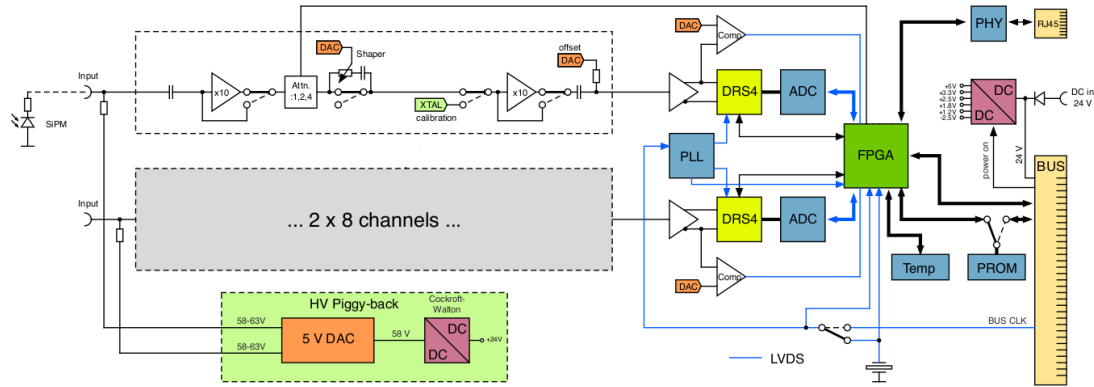 Input
SiPM
x10
Attn.
:1,2,4
DAC
Shaper
XTAL
calibration
x10
offset
DAC
DAC
Comp
DRS4
ADC
PLL
FPGA
PHY
RJ45
+5V
+3.3V
+2.5V
+1.8V
+1.2V
-2.5V
DC
DC
DC in
24 V
power on
24 V
BUS
Input
... 2 x 8 channels ...
DRS4
ADC
DAC
Comp
Temp
PROM
BUS CLK
LVDS
HV Piggy-back
Cockroft-
Walton
58-63V
58-63V
5 V DAC
58 V
DC
DC
+24V